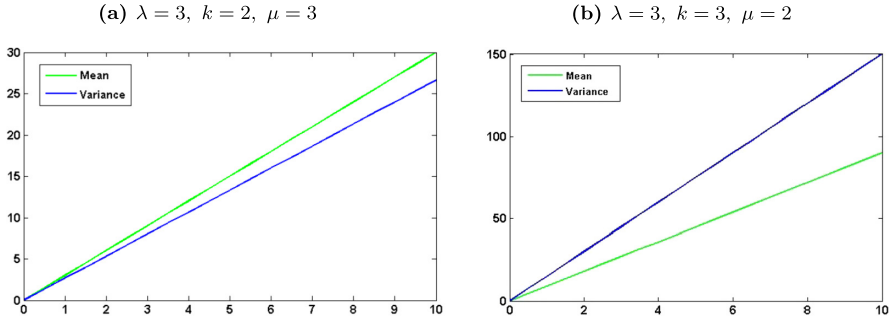 (a) λ = 3, k = 2, μ = 3
(b) λ = 3, k = 3, μ = 2
30
25
20
15
10
5
0
Mean
Variance
0 1 2 3 4 5 6 7 8 9 10
150
100
50
0
Mean
Variance
0 2 4 6 8 10